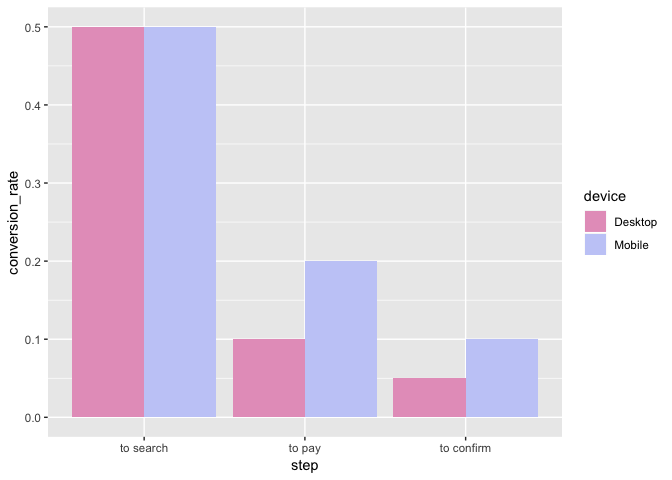 conversion_rate
0.5
0.4
0.3
0.2
0.1
0.0
to search
to pay
to confirm
step
device
Desktop
Mobile